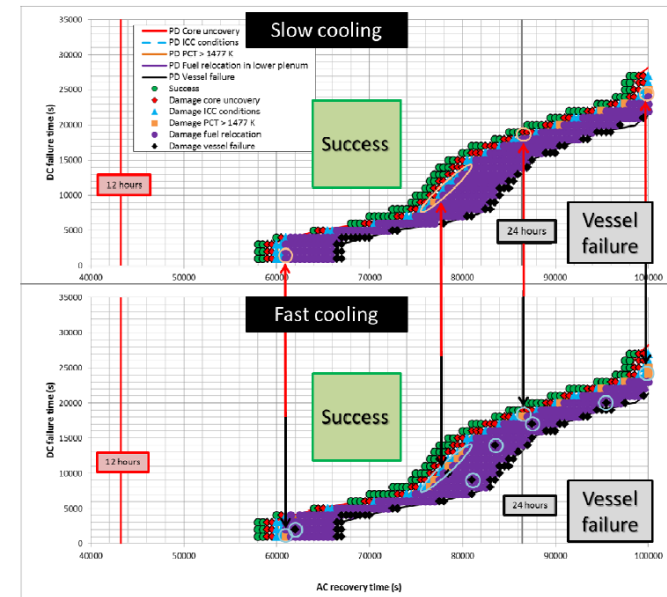 Slow cooling
35000
30000
25000
20000
15000
10000
5000
0
DC failure time (s)
PD Core uncovery
PD ICC conditions
PD PCT > 1477 K
PD Fuel relocation in lower plenum
PD Vessel failure
Success
Damage core uncovery
Damage ICC conditions
Damage PCT > 1477 K
Damage fuel relocation
Damage vessel failure
Success
12 hours
24 hours
Vessel
failure
40000 50000 60000 70000 80000 90000 100000
Fast cooling
35000
30000
25000
20000
15000
10000
5000
0
DC failure time (s)
Success
12 hours
24 hours
Vessel
failure
40000 50000 60000 70000 80000 90000 100000
AC recovery time (s)